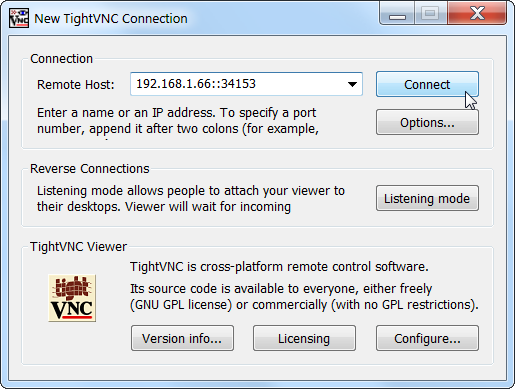 New TightVNC Connection
Connection
Remote Host:
192.168.1.66::34153
Connect
Enter a name or an IP address. To specify a port
number, append it after two colons (for example,
Options...
Reverse Connections
Listening mode allows people to attach your viewer to
their desktops. Viewer will wait for incoming
Listening mode
TightVNC Viewer
tight
VNC
TightVNC is cross-platform remote control software.
Its source code is available to everyone, either freely
(GNU GPL license) or commercially (with no GPL restrictions).
Version info...
Licensing
Configure...